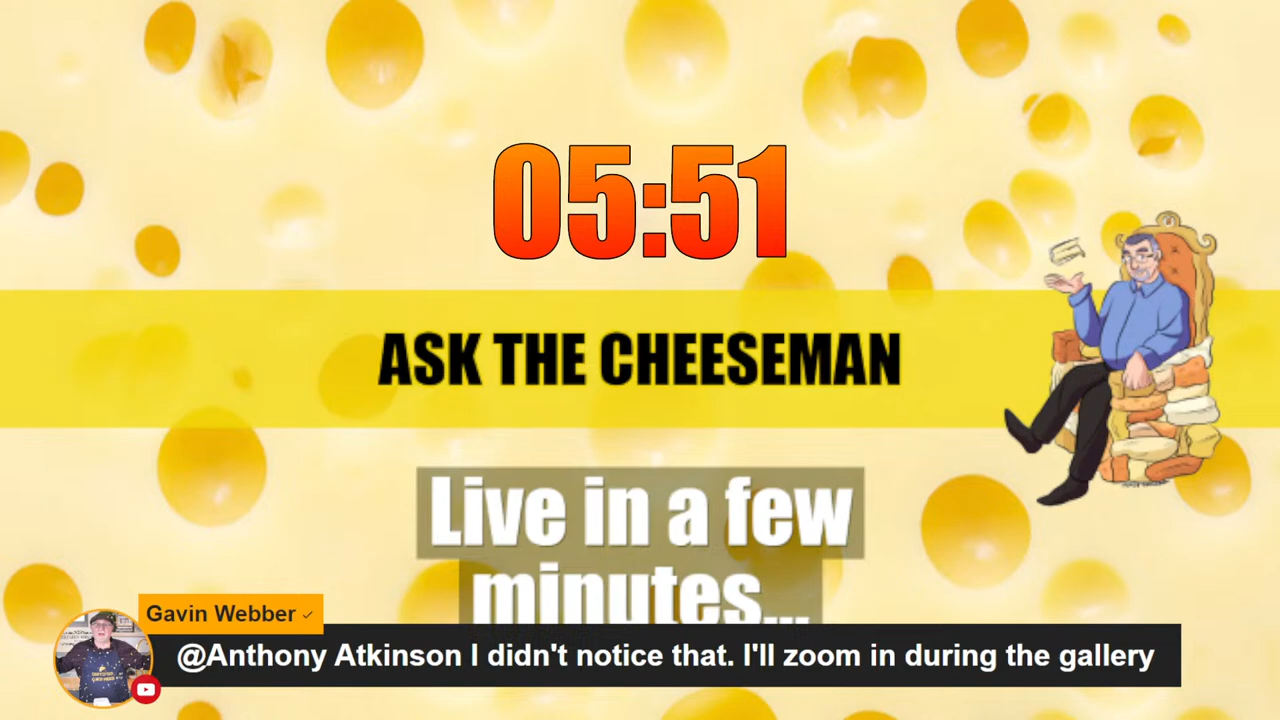 05:51
ASK THE CHEESEMAN
Live in a few
minutes...
Gavin Webber
@Anthony Atkinson I didn't notice that. I'll zoom in during the gallery